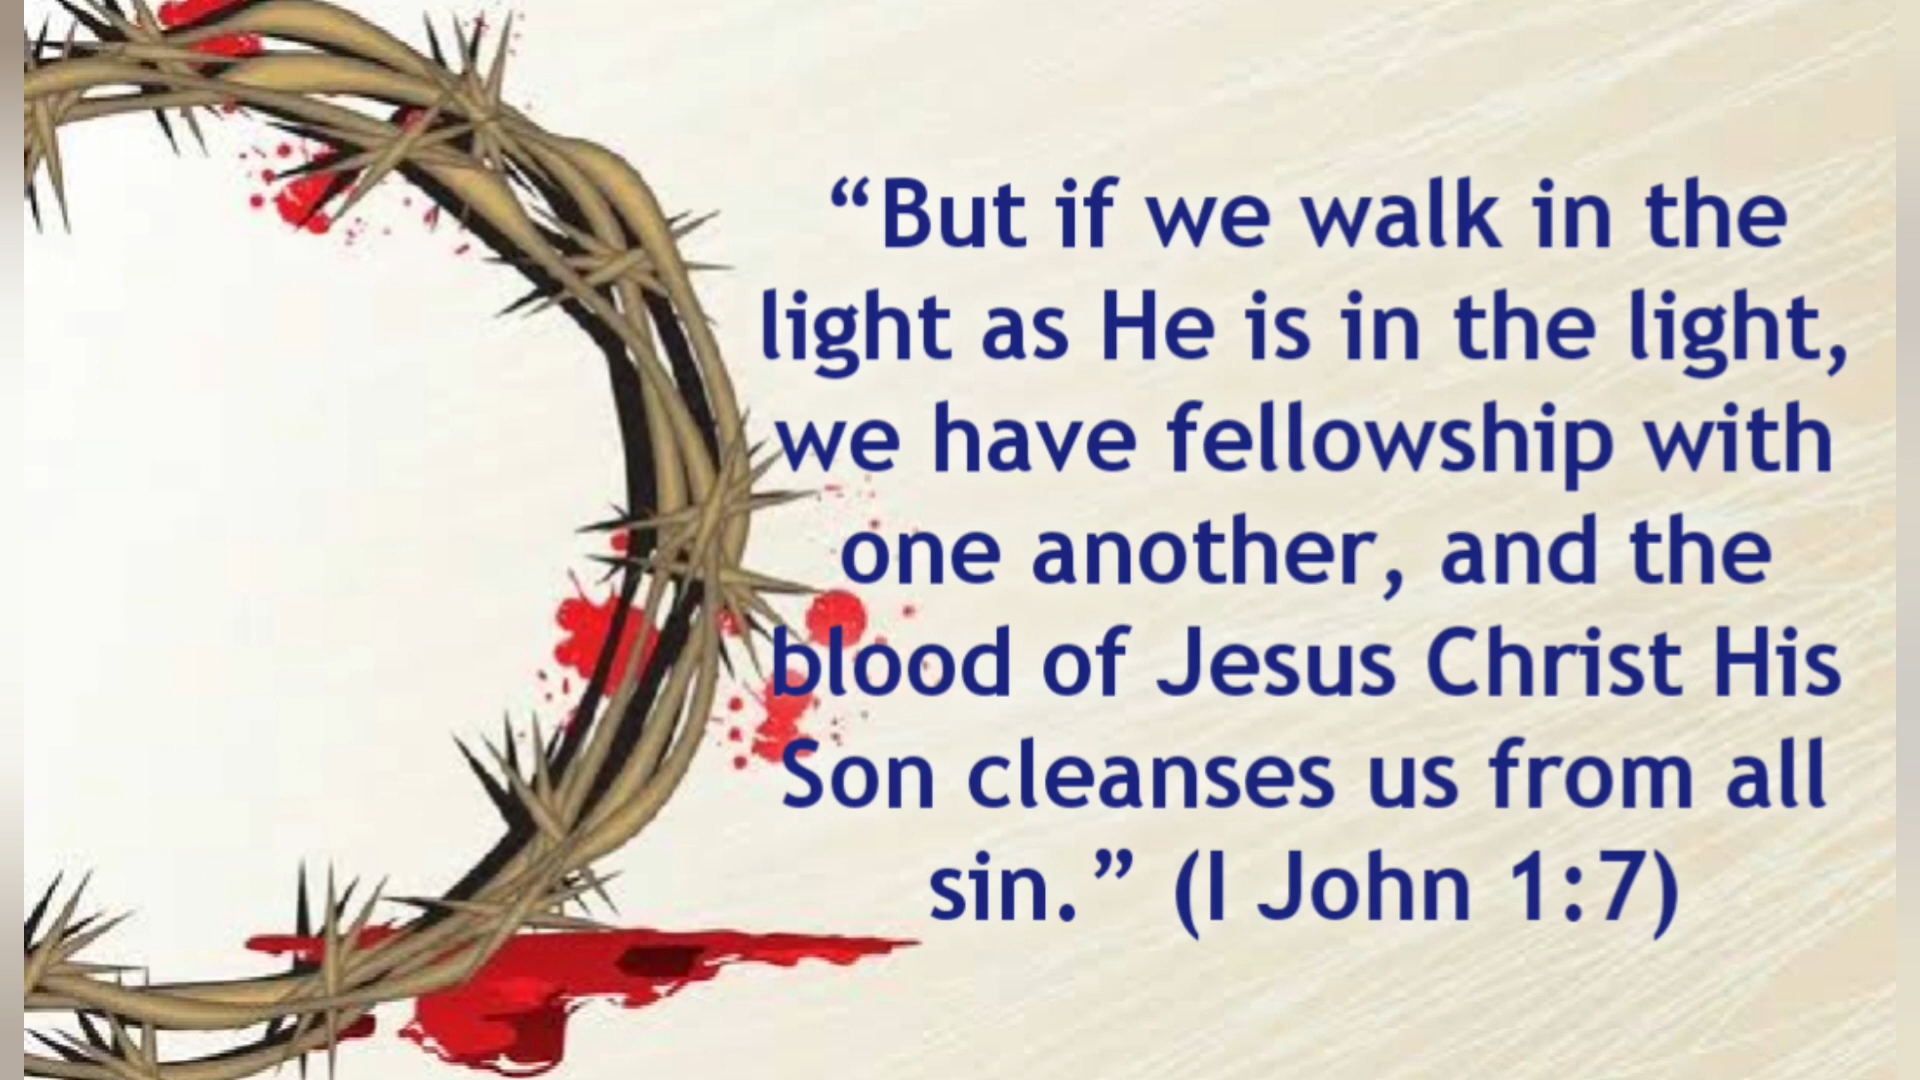 “But if we walk in the
light as He is in the light,
we have fellowship with
one another, and the
blood of Jesus Christ His
Son cleanses us from all
sin.” (I John 1:7)